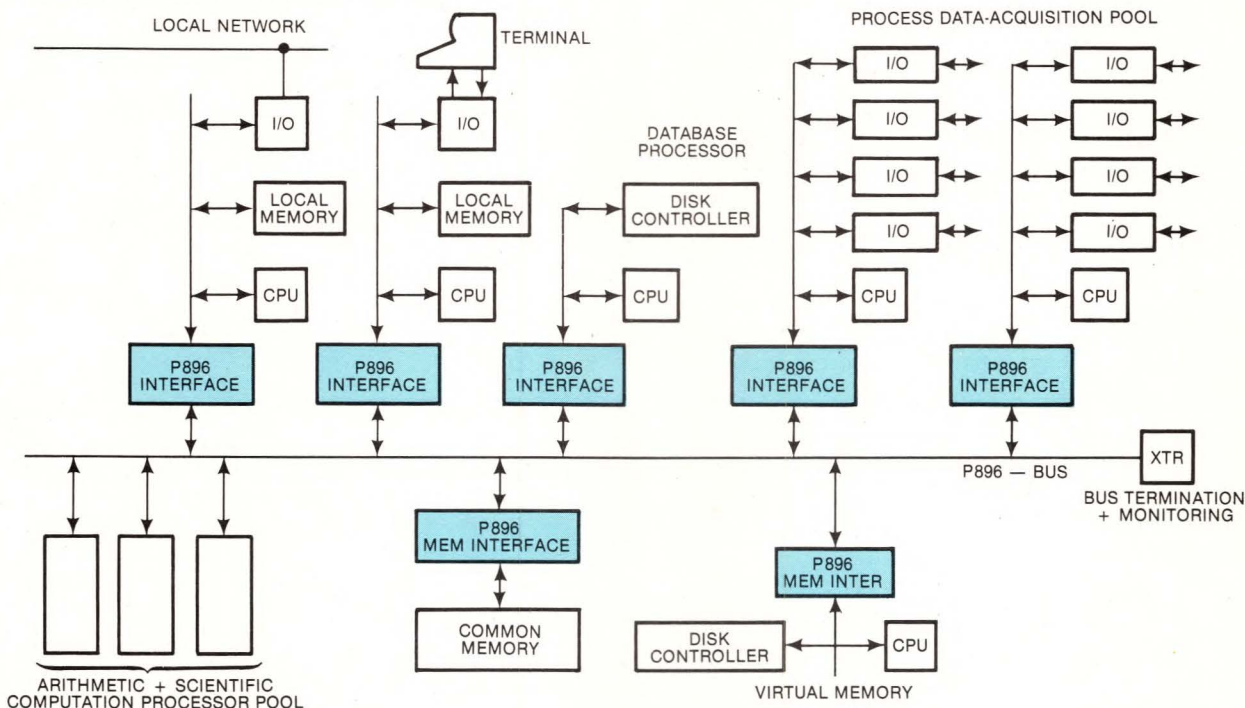 LOCAL NETWORK
TERMINAL
PROCESS DATA-ACQUISITION POOL
I/O
I/O
I/O
I/O
I/O
I/O
I/O
I/O
I/O
I/O
DATABASE
PROCESSOR
LOCAL
MEMORY
LOCAL
MEMORY
DISK
CONTROLLER
CPU
CPU
CPU
CPU
CPU
P896
INTERFACE
P896
INTERFACE
P896
INTERFACE
P896
INTERFACE
P896
INTERFACE
P896 — BUS
XTR
BUS TERMINATION
+ MONITORING
P896
MEM INTERFACE
P896
MEM INTER
COMMON
MEMORY
DISK
CONTROLLER
CPU
VIRTUAL MEMORY
ARITHMETIC + SCIENTIFIC
COMPUTATION PROCESSOR POOL